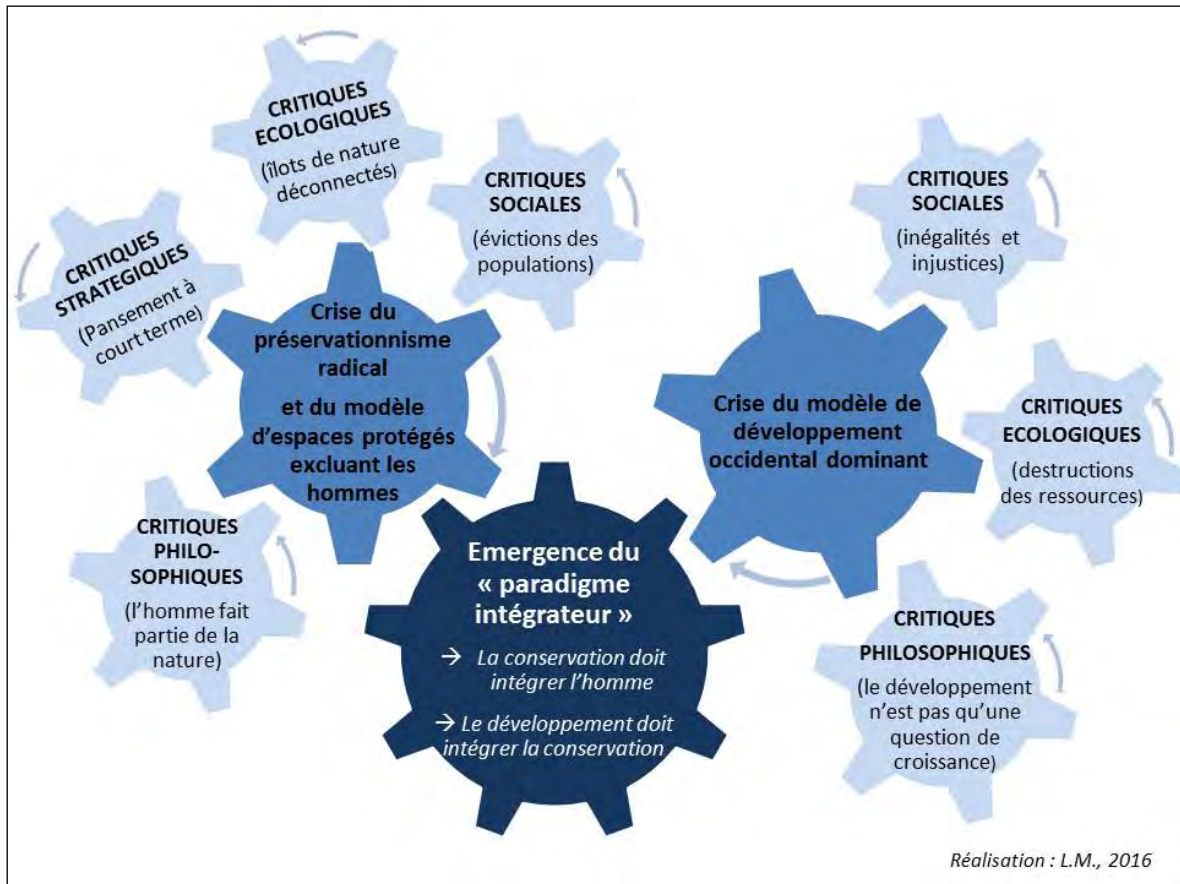 CRITIQUES
ECOLOGIQUES
(îlots de nature
déconnectés)
CRITIQUES
SOCIALES
(évictions des
populations)
CRITIQUES
STRATEGIQUES
(Pansement à
court terme)
Crise du
préservationnisme
radical
et du modèle
d'espaces protégés
excluant les
hommes
CRITIQUES
PHILO-
SOPHIQUES
(l'homme fait
partie de la
nature)
CRITIQUES
SOCIALES
(inégalités et
injustices)
Crise du modèle de
développement
occidental dominant
CRITIQUES
ECOLOGIQUES
(destructions
des ressources)
CRITIQUES
PHILOSOPHIQUES
(le développement
n'est pas qu'une
question de
croissance)
Emergence du
« paradigme
intégrateur »
→ La conservation doit
intégrer l'homme
→ Le développement doit
intégrer la conservation
Réalisation : L.M., 2016